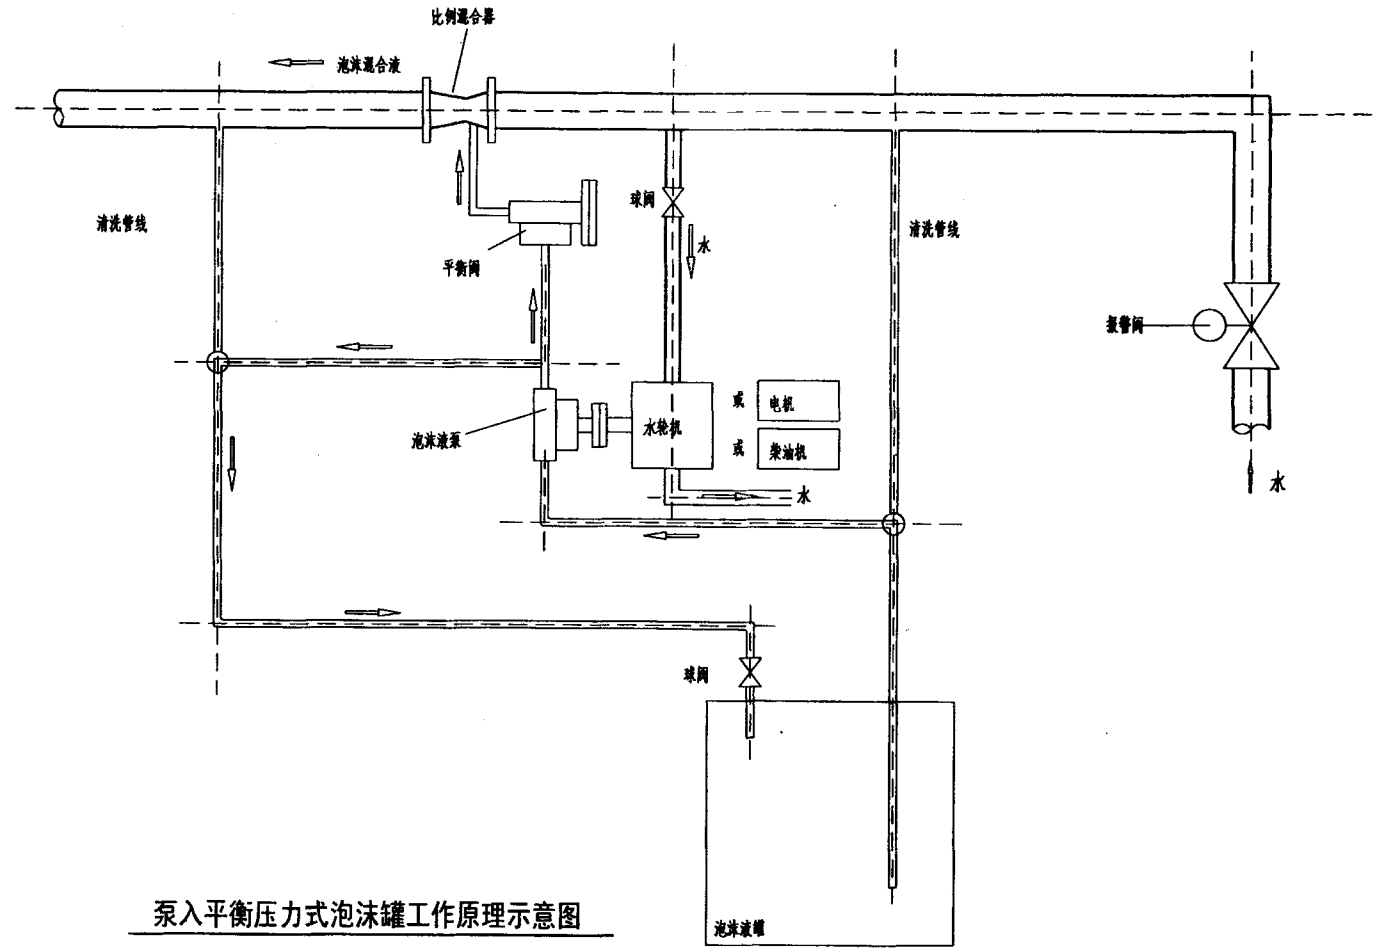 比例混合器
泡沫混合液
清洗管线
球阀
水
清洗管线
平衡阀
报警阀
泡沫液泵
水轮机
或
电机
或
柴油机
水
水
球阀
泡沫液罐
泵入平衡压力式泡沫罐工作原理示意图